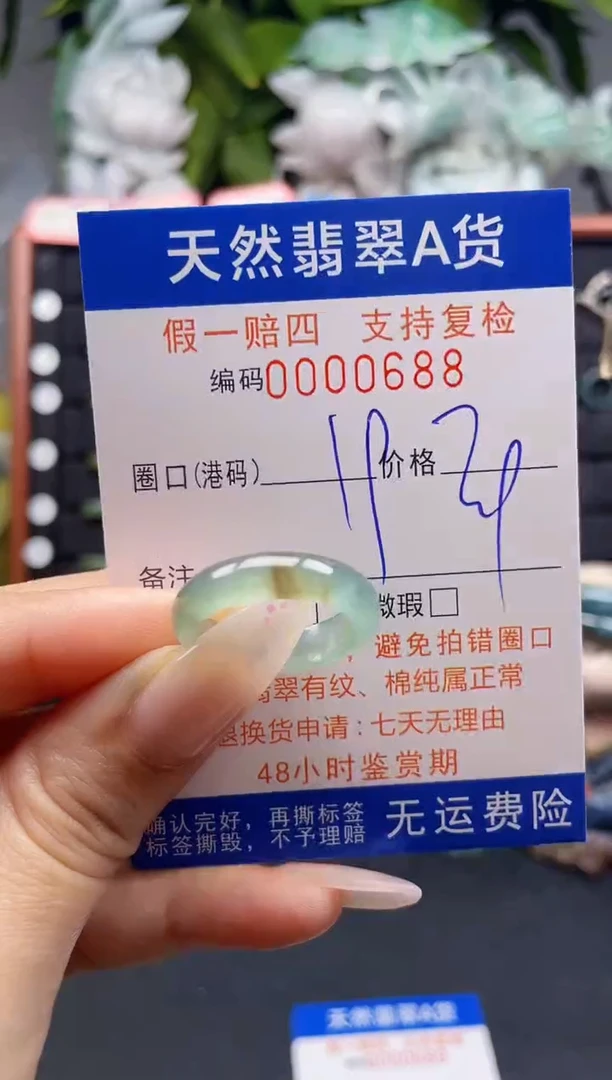 天然翡翠A货
假一赔四 支持复检
编码0000688
圈口(港码) 价格
备注
微瑕□
，避免拍错圈口
翡翠有纹、棉纯属正常
退换货申请：七天无理由
48小时鉴赏期
确认完好，再撕标签
标签撕毁，不予理赔
无运费险
天然翡翠A货